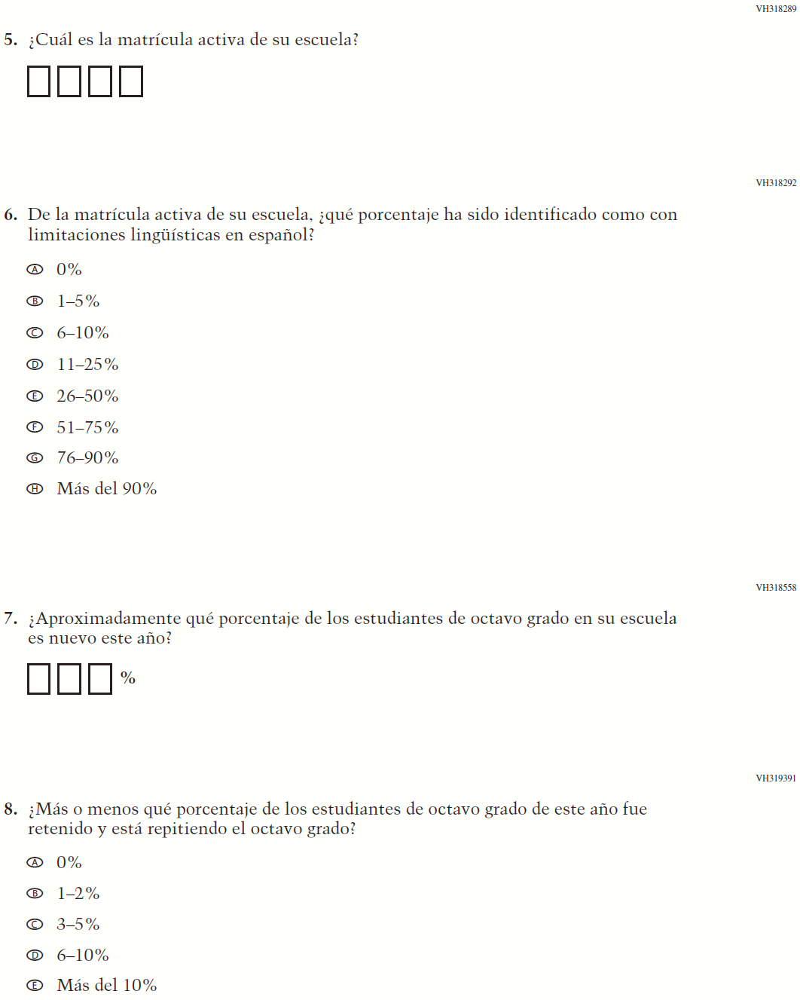 VH318289
5. ¿Cuál es la matrícula activa de su escuela?
VH318292
6. De la matrícula activa de su escuela, ¿qué porcentaje ha sido identificado como con
limitaciones lingüísticas en español?
A 0%
B 1–5%
C 6–10%
D 11–25%
E 26–50%
F 51–75%
G 76–90%
H Más del 90%
VH318558
7. ¿Aproximadamente qué porcentaje de los estudiantes de octavo grado en su escuela
es nuevo este año?
%
VH319391
8. ¿Más o menos qué porcentaje de los estudiantes de octavo grado de este año fue
retenido y está repitiendo el octavo grado?
A 0%
B 1–2%
C 3–5%
D 6–10%
E Más del 10%